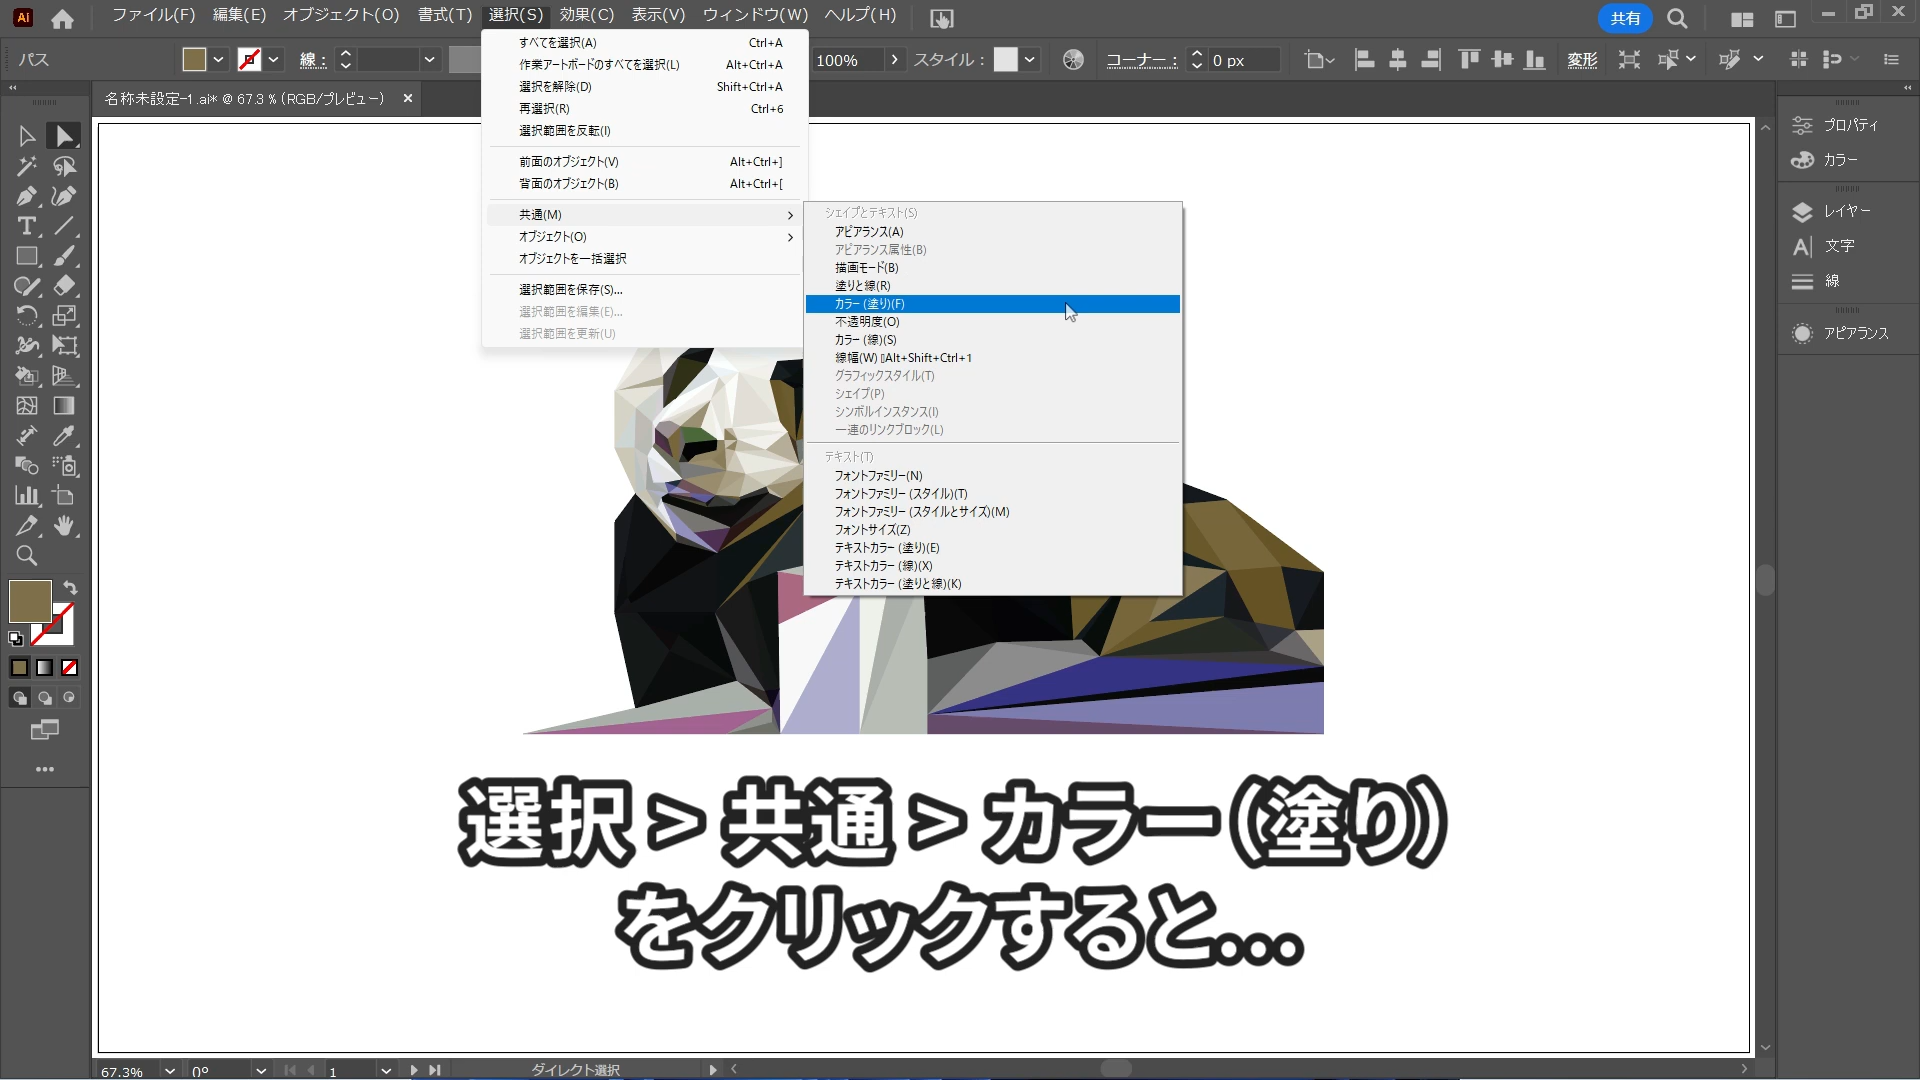 Ai
ファイル(F) 編集(E) オブジェクト(O) 書式(T) 選択(S) 効果(C) 表示(V) ウィンドウ(W) ヘルプ(H)
共有
パス
線：
100%
スタイル：
コーナー：
0 px
変形
名称未設定-1.ai* @ 67.3 % (RGB/プレビュー)
すべてを選択(A) Ctrl+A
作業アートボードのすべてを選択(L) Alt+Ctrl+A
選択を解除(D) Shift+Ctrl+A
再選択(R) Ctrl+6
選択範囲を反転(I)
前面のオブジェクト(V) Alt+Ctrl+]
背面のオブジェクト(B) Alt+Ctrl+[
共通(M)
オブジェクト(O)
オブジェクトを一括選択
選択範囲を保存(S)...
選択範囲を編集(E)...
選択範囲を更新(U)
シェイプとテキスト(S)
アピアランス(A)
アピアランス属性(B)
描画モード(B)
塗りと線(R)
カラー (塗り)(F)
不透明度(O)
カラー (線)(S)
線幅(W) ▯Alt+Shift+Ctrl+1
グラフィックスタイル(T)
シェイプ(P)
シンボルインスタンス(I)
一連のリンクブロック(L)
テキスト(T)
フォントファミリー(N)
フォントファミリー (スタイル)(T)
フォントファミリー (スタイルとサイズ)(M)
フォントサイズ(Z)
テキストカラー (塗り)(E)
テキストカラー (線)(X)
テキストカラー (塗りと線)(K)
プロパティ
カラー
レイヤー
文字
線
アピアランス
選択 > 共通 > カラー (塗り)
をクリックすると...
67.3%
0°
1
ダイレクト選択